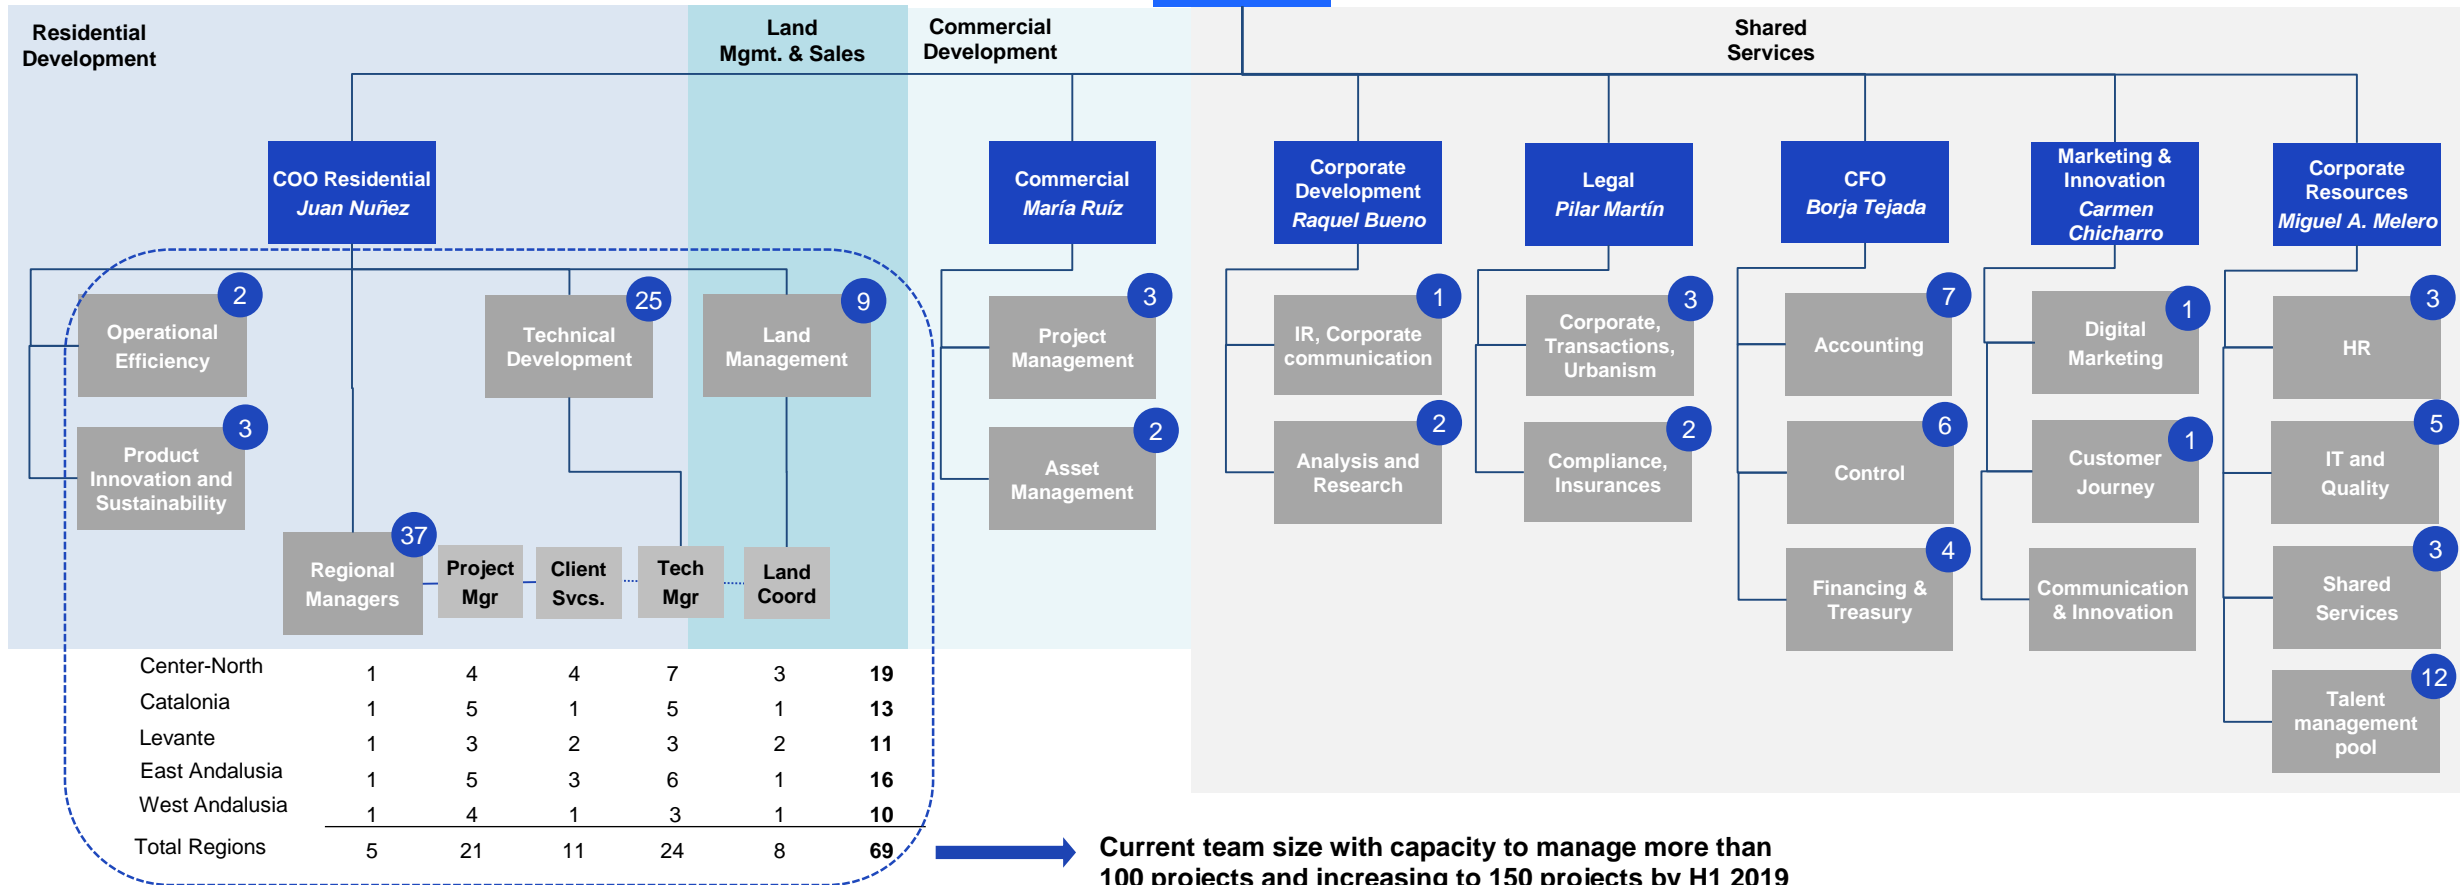 Residential
Development
Land
Mgmt. & Sales
Commercial
Development
Shared
Services
COO Residential
Juan Nuñez
Commercial
María Ruíz
Corporate
Development
Raquel Bueno
Legal
Pilar Martín
CFO
Borja Tejada
Marketing &
Innovation
Carmen
Chicharro
Corporate
Resources
Miguel A. Melero
2
Operational
Efficiency
3
Product
Innovation and
Sustainability
25
Technical
Development
9
Land
Management
37
Regional
Managers
Project
Mgr
Client
Svcs.
Tech
Mgr
Land
Coord
3
Project
Management
2
Asset
Management
1
IR, Corporate
communication
2
Analysis and
Research
3
Corporate,
Transactions,
Urbanism
2
Compliance,
Insurances
7
Accounting
6
Control
4
Financing &
Treasury
1
Digital
Marketing
1
Customer
Journey
Communication
& Innovation
3
HR
5
IT and
Quality
3
Shared
Services
12
Talent
management
pool
Center-North 1 4 4 7 3 19
Catalonia 1 5 1 5 1 13
Levante 1 3 2 3 2 11
East Andalusia 1 5 3 6 1 16
West Andalusia 1 4 1 3 1 10
Total Regions 5 21 11 24 8 69
Current team size with capacity to manage more than
100 projects and increasing to 150 projects by H1 2019